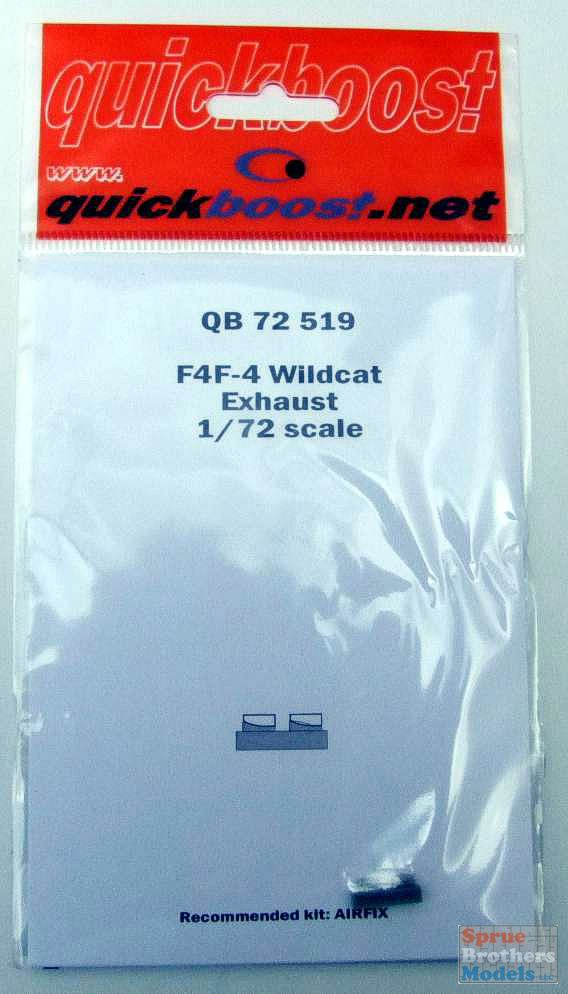 quickboost
www.
quickboost.net
QB 72 519
F4F-4 Wildcat
Exhaust
1/72 scale
Recommended kit: AIRFIX
Sprue
Brothers
Models LLC